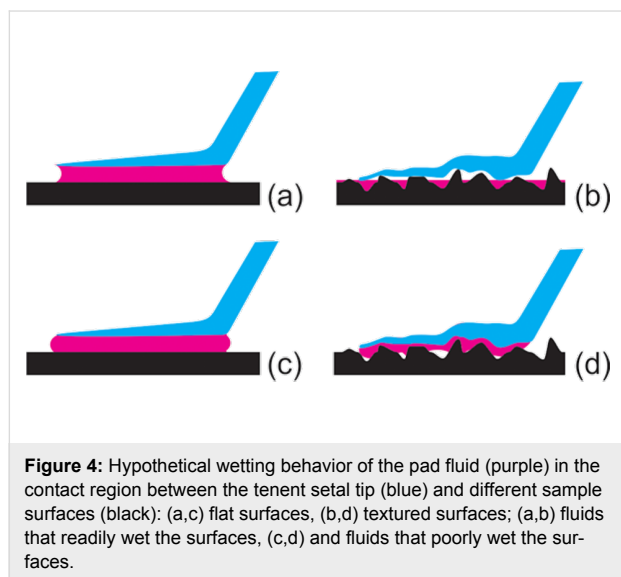 (a)
(b)
(c)
(d)
Figure 4: Hypothetical wetting behavior of the pad fluid (purple) in the
contact region between the tenent setal tip (blue) and different sample
surfaces (black): (a,c) flat surfaces, (b,d) textured surfaces; (a,b) fluids
that readily wet the surfaces, (c,d) and fluids that poorly wet the sur-
faces.